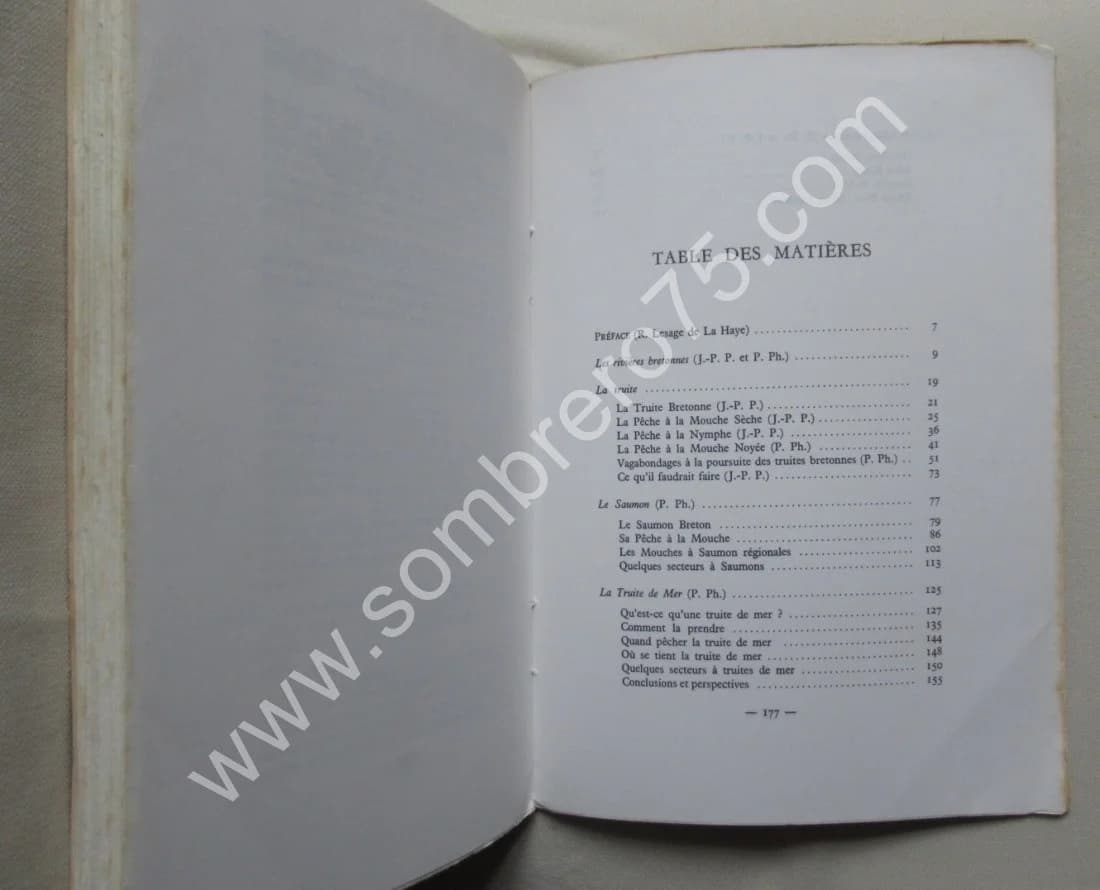 TABLE DES MATIÈRES
PRÉFACE (R. Lesage de La Haye) .............................. 7
Les rivières bretonnes (J.-P. P. et P. Ph.) ...................... 9
La truite .................................................. 19
La Truite Bretonne (J.-P. P.) ............................ 21
La Pêche à la Mouche Sèche (J.-P. P.) .................. 25
La Pêche à la Nymphe (J.-P. P.) ........................ 36
La Pêche à la Mouche Noyée (P. Ph.) .................. 41
Vagabondages à la poursuite des truites bretonnes (P. Ph.) .. 51
Ce qu'il faudrait faire (J.-P. P.) .......................... 73
Le Saumon (P. Ph.) ........................................ 77
Le Saumon Breton ...................................... 79
Sa Pêche à la Mouche .................................. 86
Les Mouches à Saumon régionales ...................... 102
Quelques secteurs à Saumons ............................ 113
La Truite de Mer (P. Ph.) .................................. 125
Qu'est-ce qu'une truite de mer ? ........................ 127
Comment la prendre .................................... 135
Quand pêcher la truite de mer .......................... 144
Où se tient la truite de mer .............................. 148
Quelques secteurs à truites de mer ...................... 150
Conclusions et perspectives .............................. 155
— 177 —
www.sombrero75.com